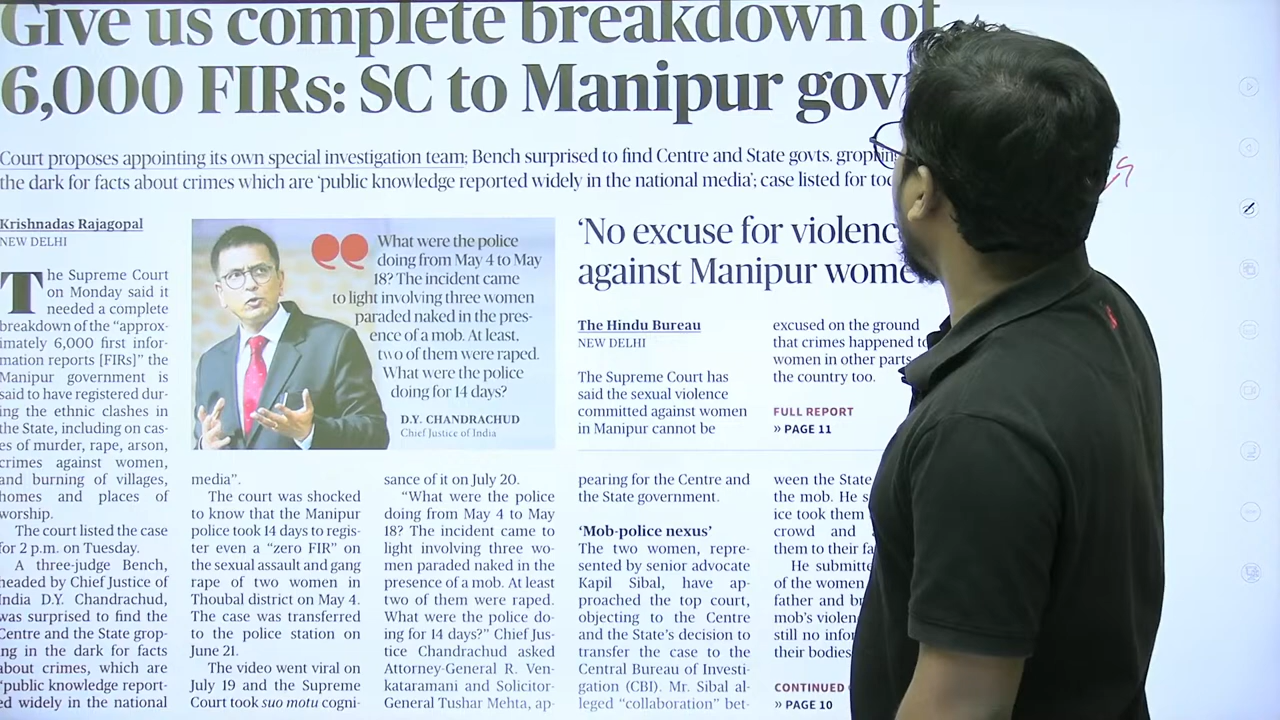 Give us complete breakdown of
6,000 FIRs: SC to Manipur gov
Court proposes appointing its own special investigation team; Bench surprised to find Centre and State govts. groping
the dark for facts about crimes which are ‘public knowledge reported widely in the national media’; case listed for
Krishnadas Rajagopal
NEW DELHI
The Supreme Court
on Monday said it
needed a complete
breakdown of the “approx-
imately 6,000 first infor-
mation reports [FIRs]” the
Manipur government is
said to have registered dur-
ing the ethnic clashes in
the State, including on cas-
es of murder, rape, arson,
crimes against women,
and burning of villages,
homes and places of
worship.
The court listed the case
for 2 p.m. on Tuesday.
A three-judge Bench,
headed by Chief Justice of
India D.Y. Chandrachud,
was surprised to find the
Centre and the State grop-
ing in the dark for facts
about crimes, which are
“public knowledge report-
ed widely in the national
What were the police
doing from May 4 to May
18? The incident came
to light involving three women
paraded naked in the pres-
ence of a mob. At least,
two of them were raped.
What were the police
doing for 14 days?
D.Y. CHANDRACHUD
Chief Justice of India
media”.
The court was shocked
to know that the Manipur
police took 14 days to regis-
ter even a “zero FIR” on
the sexual assault and gang
rape of two women in
Thoubal district on May 4.
The case was transferred
to the police station on
June 21.
The video went viral on
July 19 and the Supreme
Court took suo motu cogni-
sance of it on July 20.
“What were the police
doing from May 4 to May
18? The incident came to
light involving three wo-
men paraded naked in the
presence of a mob. At least
two of them were raped.
What were the police do-
ing for 14 days?” Chief Jus-
tice Chandrachud asked
Attorney-General R. Ven-
kataramani and Solicitor-
General Tushar Mehta, ap-
‘No excuse for violenc
against Manipur wome
The Hindu Bureau
NEW DELHI
The Supreme Court has
said the sexual violence
committed against women
in Manipur cannot be
excused on the ground
that crimes happened to
women in other parts
the country too.
FULL REPORT
» PAGE 11
pearing for the Centre and
the State government.
‘Mob-police nexus’
The two women, repre-
sented by senior advocate
Kapil Sibal, have ap-
proached the top court,
objecting to the Centre
and the State’s decision to
transfer the case to the
Central Bureau of Investi-
gation (CBI). Mr. Sibal al-
leged “collaboration” bet-
ween the State
the mob. He s
ice took them
crowd and
them to their fa
He submitte
of the women
father and br
mob’s violen
still no infor
their bodies
CONTINUED
» PAGE 10